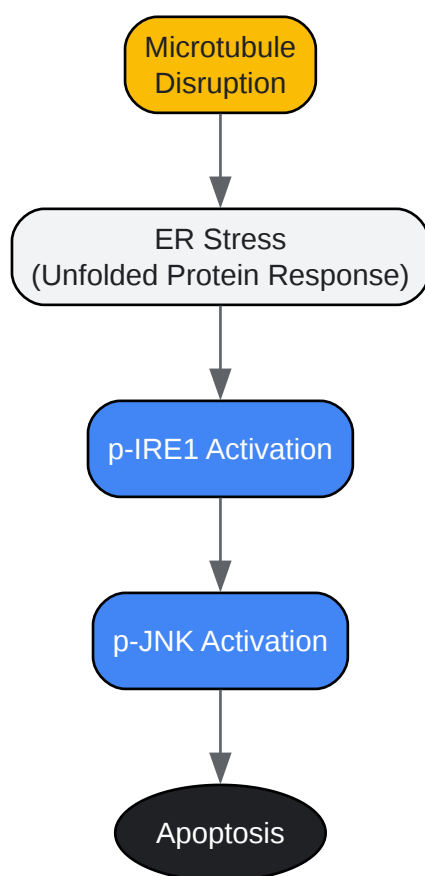 Microtubule
Disruption
ER Stress
(Unfolded Protein Response)
p-IRE1 Activation
p-JNK Activation
Apoptosis